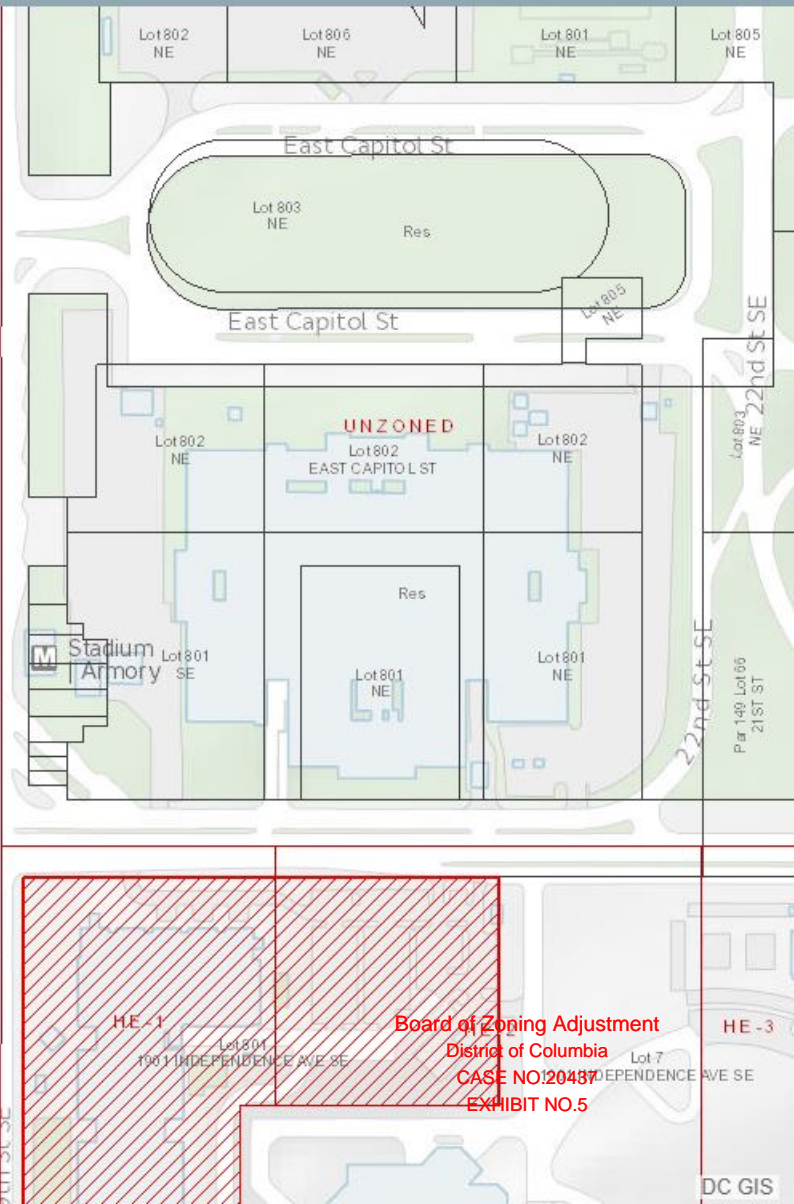 Lot 802
NE
Lot 806
NE
Lot 801
NE
Lot 805
NE
East Capitol St
Lot 803
NE
Res
East Capitol St
Lot 805
NE
22nd St SE
Lot 803
NE
UNZONED
Lot 802
NE
Lot 802
EAST CAPITOL ST
Lot 802
NE
Res
M
Stadium
Armory
Lot 801
SE
Lot 801
NE
Lot 801
NE
22nd St SE
Par 149 Lot 66
21ST ST
HE-1
Lot 801
1901 INDEPENDENCE AVE SE
Board of Zoning Adjustment
District of Columbia
CASE NO.20437
EXHIBIT NO.5
HE-3
Lot 7
INDEPENDENCE AVE SE
St SE
DC GIS